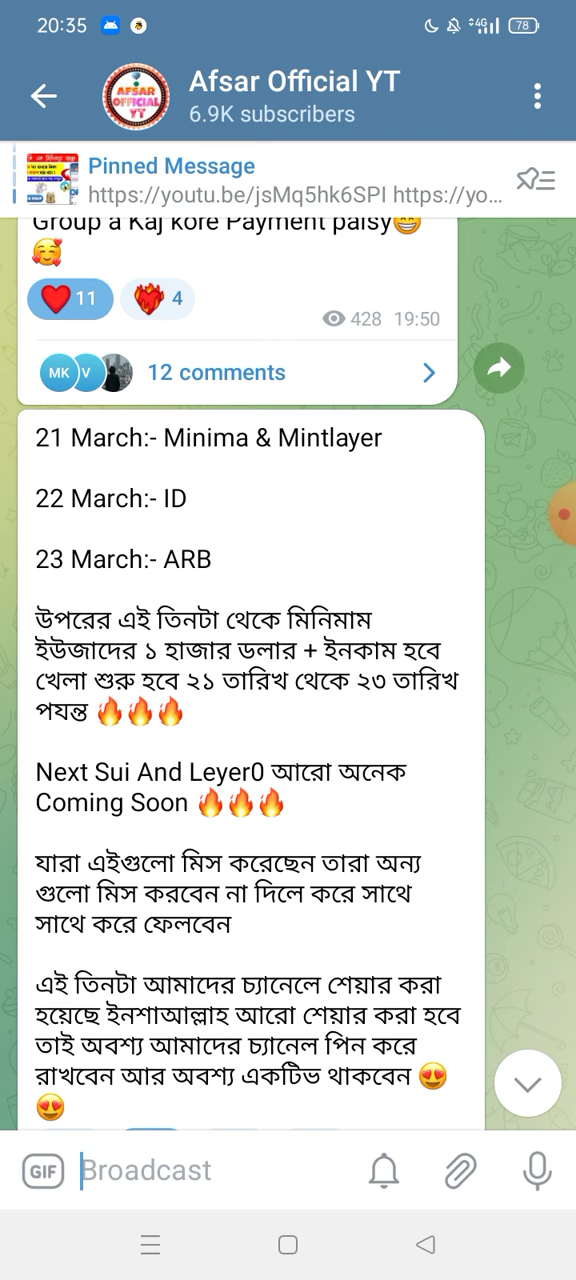 20:35
4G
78
AFSAR
OFFICIAL
YT
Afsar Official YT
6.9K subscribers
Pinned Message
https://youtu.be/jsMq5hk6SPI https://yo...
Group a Kaj kore Payment paisy😁
🥰
❤️ 11 ❤️‍🔥 4
428 19:50
MK V 12 comments
21 March:- Minima & Mintlayer
22 March:- ID
23 March:- ARB
উপরের এই তিনটা থেকে মিনিমাম
ইউজাদের ১ হাজার ডলার + ইনকাম হবে
খেলা শুরু হবে ২১ তারিখ থেকে ২৩ তারিখ
পযন্ত 🔥🔥🔥
Next Sui And Leyer0 আরো অনেক
Coming Soon 🔥🔥🔥
যারা এইগুলো মিস করেছেন তারা অন্য
গুলো মিস করবেন না দিলে করে সাথে
সাথে করে ফেলবেন
এই তিনটা আমাদের চ্যানেলে শেয়ার করা
হয়েছে ইনশাআল্লাহ আরো শেয়ার করা হবে
তাই অবশ্য আমাদের চ্যানেল পিন করে
রাখবেন আর অবশ্য একটিভ থাকবেন 😍
😍
GIF Broadcast